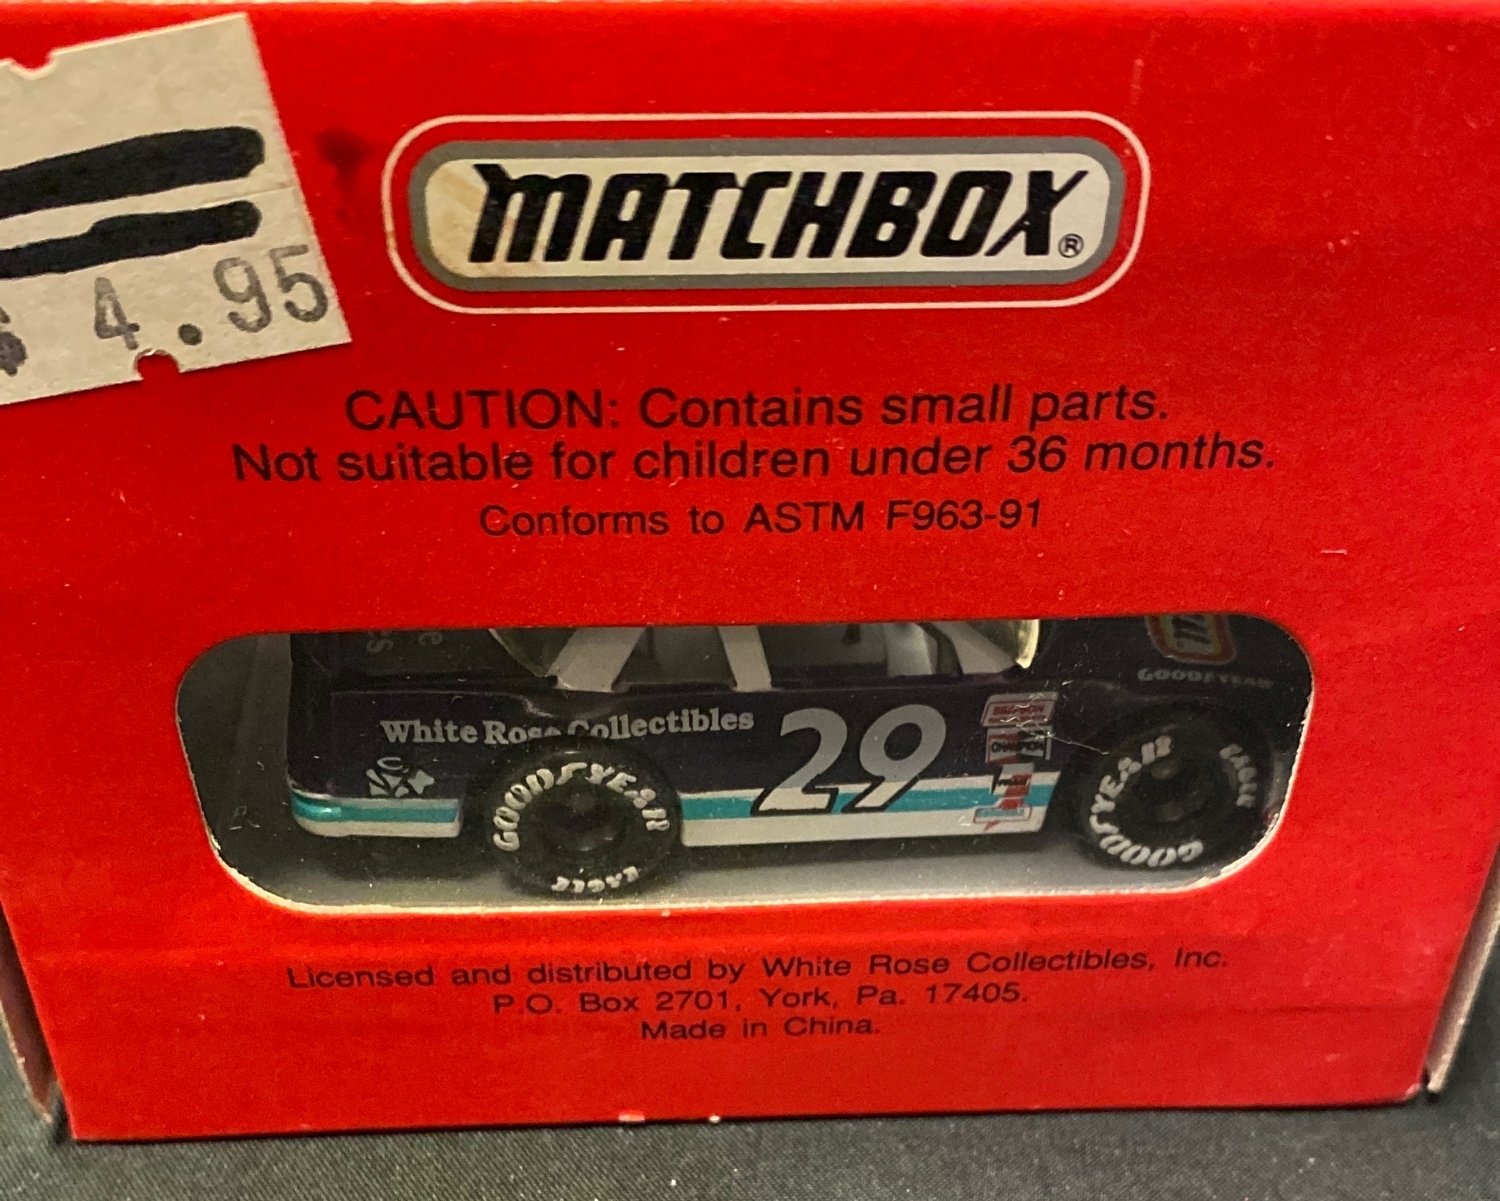 $ 4.95
MATCHBOX®
CAUTION: Contains small parts.
Not suitable for children under 36 months.
Conforms to ASTM F963-91
GOODYEAR
White Rose Collectibles
29
CHAMPION
GOODYEAR
EAGLE
GOODYEAR
EAGLE
Licensed and distributed by White Rose Collectibles, Inc.
P.O. Box 2701, York, Pa. 17405.
Made in China.